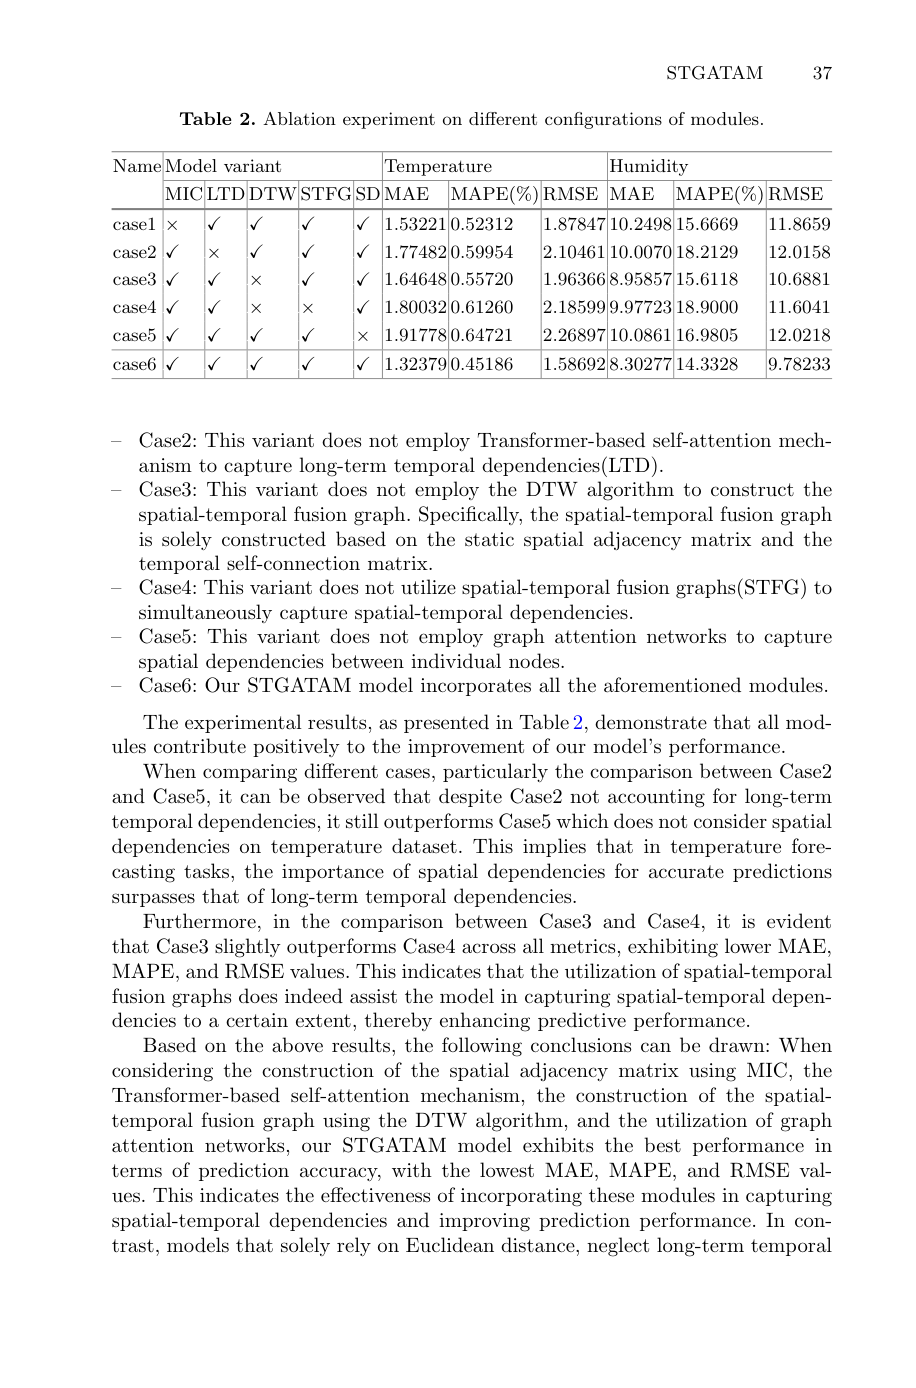 STGATAM 37
Table 2. Ablation experiment on different configurations of modules.
Name Model variant Temperature Humidity
MIC LTD DTW STFG SD MAE MAPE(%) RMSE MAE MAPE(%) RMSE
case1 × ✓ ✓ ✓ ✓ 1.53221 0.52312 1.87847 10.2498 15.6669 11.8659
case2 ✓ × ✓ ✓ ✓ 1.77482 0.59954 2.10461 10.0070 18.2129 12.0158
case3 ✓ ✓ × ✓ ✓ 1.64648 0.55720 1.96366 8.95857 15.6118 10.6881
case4 ✓ ✓ × × ✓ 1.80032 0.61260 2.18599 9.97723 18.9000 11.6041
case5 ✓ ✓ ✓ ✓ × 1.91778 0.64721 2.26897 10.0861 16.9805 12.0218
case6 ✓ ✓ ✓ ✓ ✓ 1.32379 0.45186 1.58692 8.30277 14.3328 9.78233
– Case2: This variant does not employ Transformer-based self-attention mech-
anism to capture long-term temporal dependencies(LTD).
– Case3: This variant does not employ the DTW algorithm to construct the
spatial-temporal fusion graph. Specifically, the spatial-temporal fusion graph
is solely constructed based on the static spatial adjacency matrix and the
temporal self-connection matrix.
– Case4: This variant does not utilize spatial-temporal fusion graphs(STFG) to
simultaneously capture spatial-temporal dependencies.
– Case5: This variant does not employ graph attention networks to capture
spatial dependencies between individual nodes.
– Case6: Our STGATAM model incorporates all the aforementioned modules.
The experimental results, as presented in Table 2, demonstrate that all mod-
ules contribute positively to the improvement of our model's performance.
When comparing different cases, particularly the comparison between Case2
and Case5, it can be observed that despite Case2 not accounting for long-term
temporal dependencies, it still outperforms Case5 which does not consider spatial
dependencies on temperature dataset. This implies that in temperature fore-
casting tasks, the importance of spatial dependencies for accurate predictions
surpasses that of long-term temporal dependencies.
Furthermore, in the comparison between Case3 and Case4, it is evident
that Case3 slightly outperforms Case4 across all metrics, exhibiting lower MAE,
MAPE, and RMSE values. This indicates that the utilization of spatial-temporal
fusion graphs does indeed assist the model in capturing spatial-temporal depen-
dencies to a certain extent, thereby enhancing predictive performance.
Based on the above results, the following conclusions can be drawn: When
considering the construction of the spatial adjacency matrix using MIC, the
Transformer-based self-attention mechanism, the construction of the spatial-
temporal fusion graph using the DTW algorithm, and the utilization of graph
attention networks, our STGATAM model exhibits the best performance in
terms of prediction accuracy, with the lowest MAE, MAPE, and RMSE val-
ues. This indicates the effectiveness of incorporating these modules in capturing
spatial-temporal dependencies and improving prediction performance. In con-
trast, models that solely rely on Euclidean distance, neglect long-term temporal